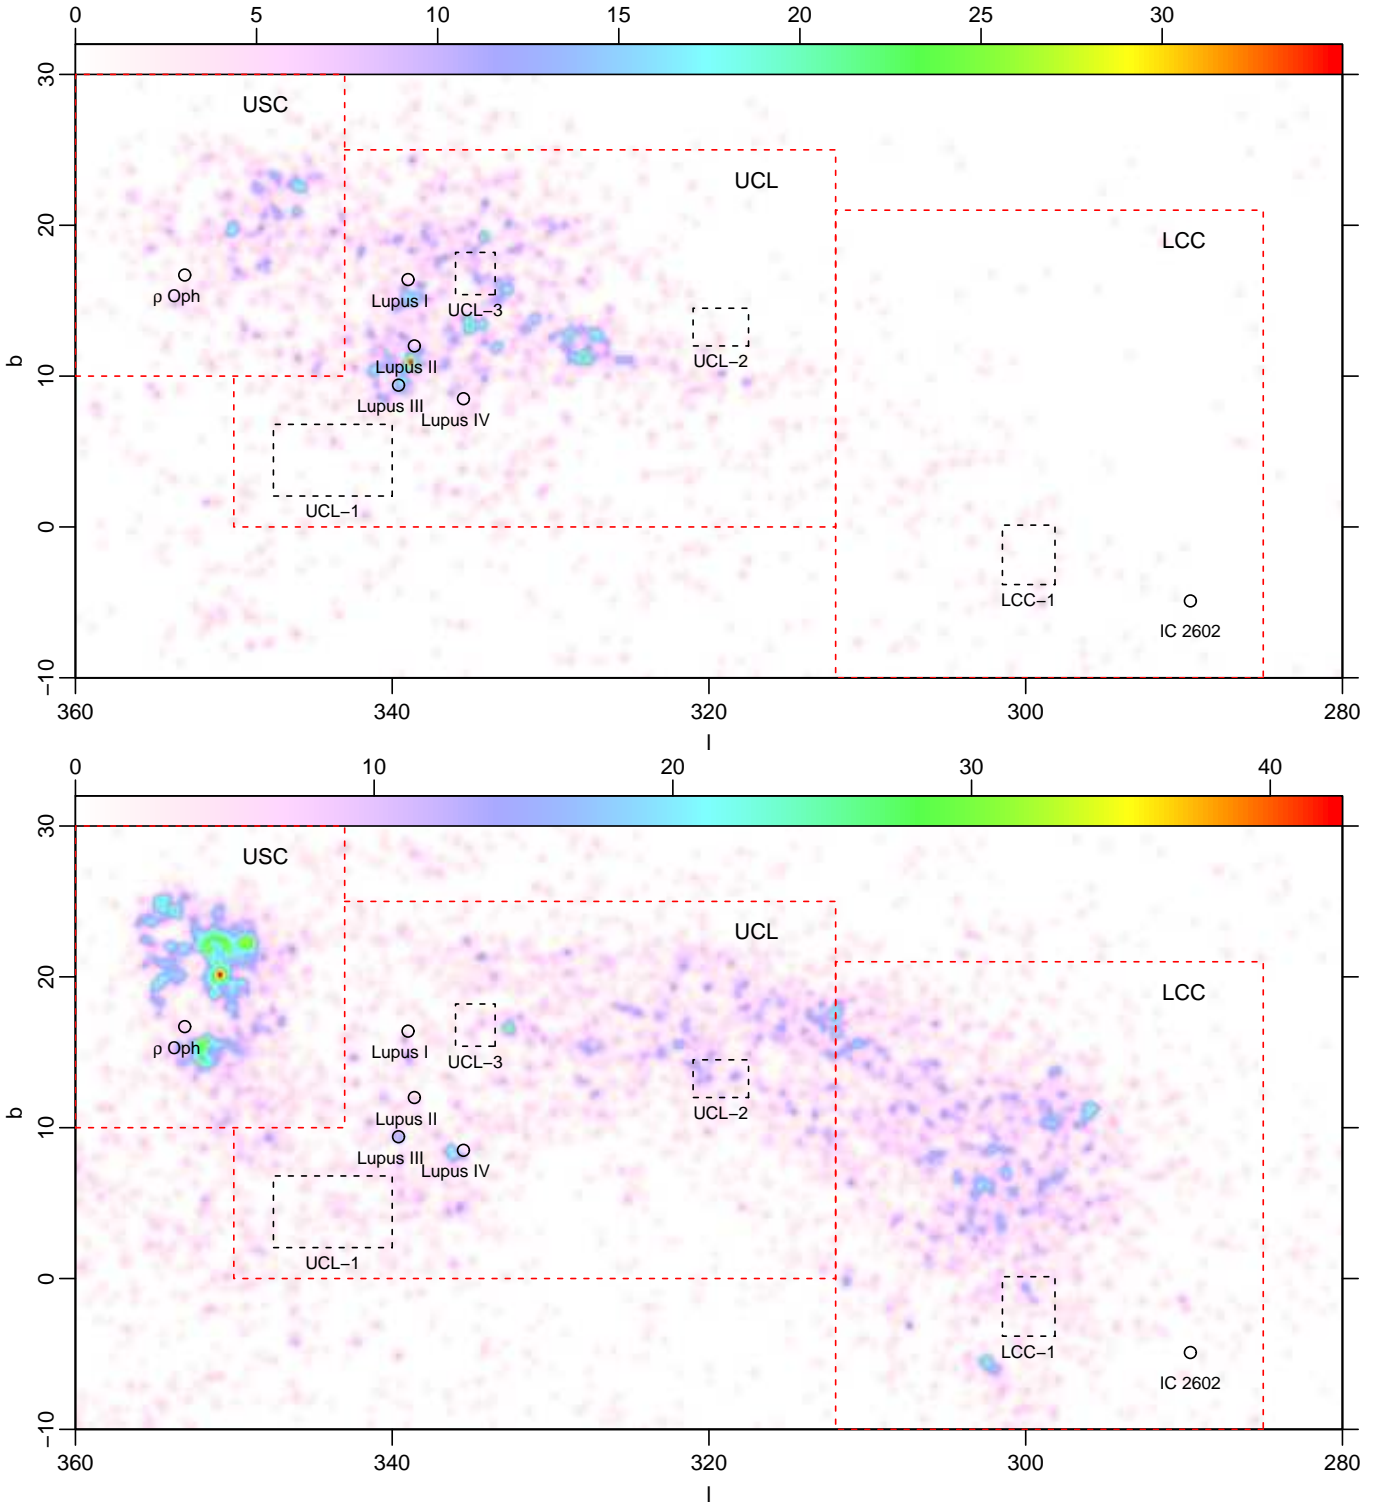 0 5 10 15 20 25 30
30
USC
UCL
20
LCC
ρ Oph
Lupus I
UCL−3
b
Lupus II
UCL−2
10
Lupus III
Lupus IV
UCL−1
0
LCC−1
IC 2602
−10
360 340 320 300 280
l
0 10 20 30 40
30
USC
UCL
20
LCC
ρ Oph
Lupus I
UCL−3
b
Lupus II
UCL−2
10
Lupus III
Lupus IV
UCL−1
0
LCC−1
IC 2602
−10
360 340 320 300 280
l